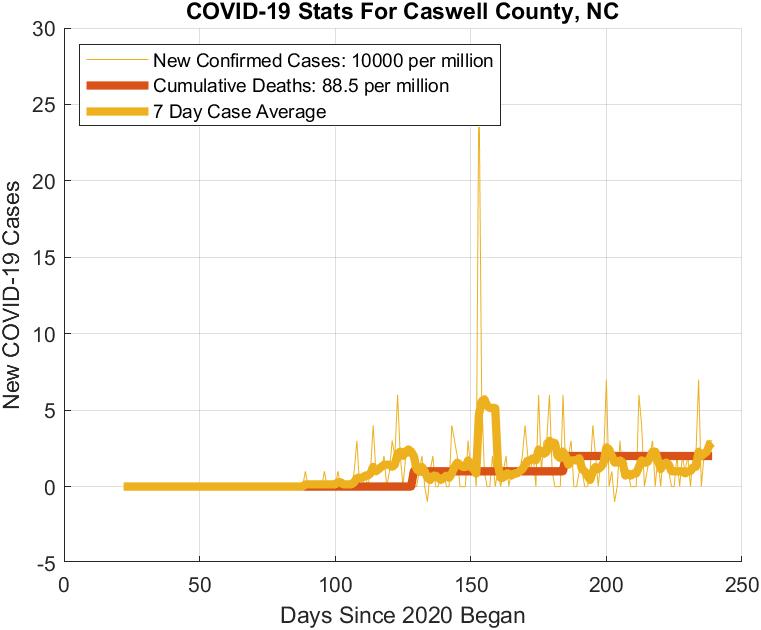 COVID-19 Stats For Caswell County, NC
30
25
20
15
10
5
0
-5
New COVID-19 Cases
New Confirmed Cases: 10000 per million
Cumulative Deaths: 88.5 per million
7 Day Case Average
0 50 100 150 200 250
Days Since 2020 Began